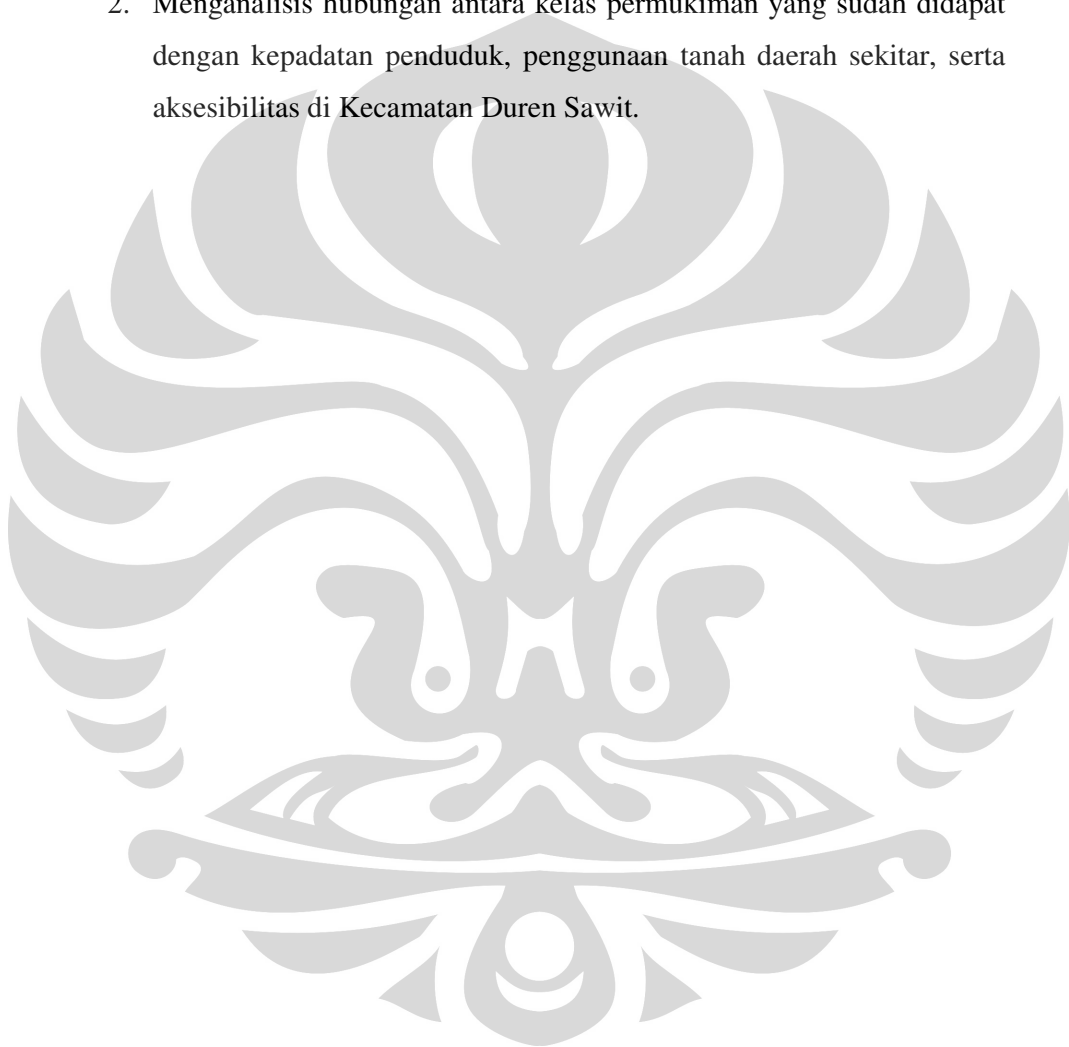 2. Menganalisis hubungan antara kelas permukiman yang sudah didapat
dengan kepadatan penduduk, penggunaan tanah daerah sekitar, serta
aksesibilitas di Kecamatan Duren Sawit.